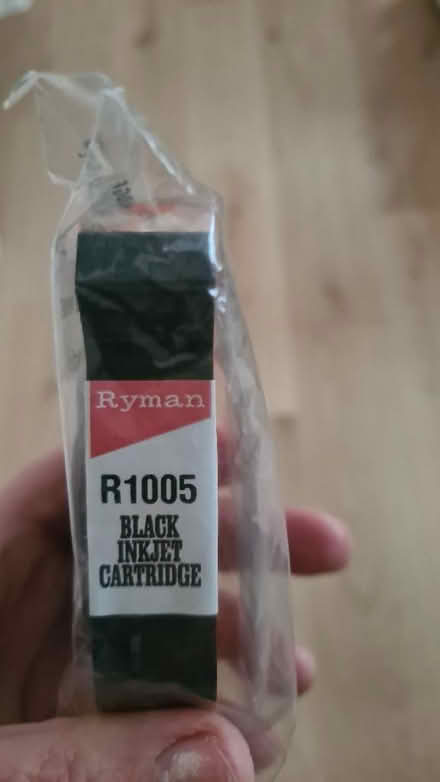 Ryman
R1005
BLACK
INKJET
CARTRIDGE